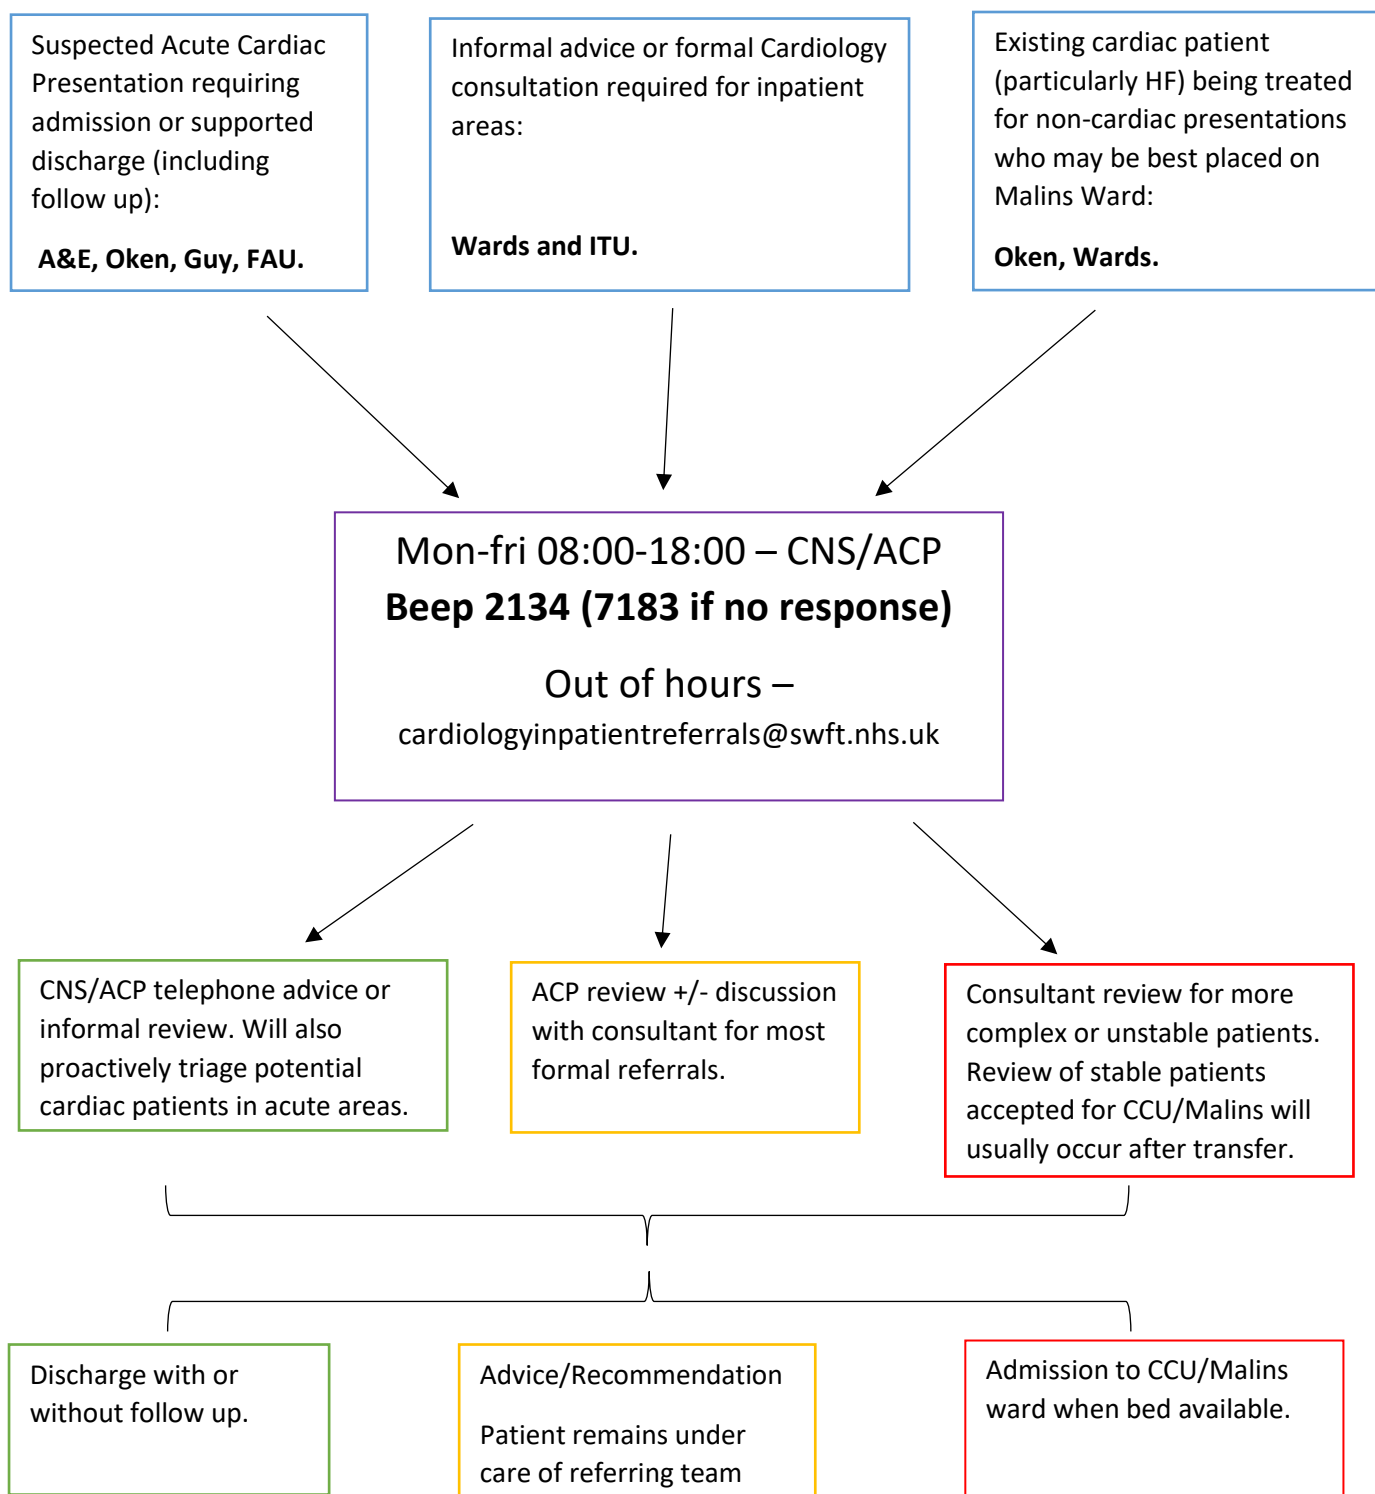 Suspected Acute Cardiac
Presentation requiring
admission or supported
discharge (including
follow up):
A&E, Oken, Guy, FAU.
Informal advice or formal Cardiology
consultation required for inpatient
areas:
Wards and ITU.
Existing cardiac patient
(particularly HF) being treated
for non-cardiac presentations
who may be best placed on
Malins Ward:
Oken, Wards.
Mon-fri 08:00-18:00 – CNS/ACP
Beep 2134 (7183 if no response)
Out of hours –
cardiologyinpatientreferrals@swft.nhs.uk
CNS/ACP telephone advice or
informal review. Will also
proactively triage potential
cardiac patients in acute areas.
ACP review +/- discussion
with consultant for most
formal referrals.
Consultant review for more
complex or unstable patients.
Review of stable patients
accepted for CCU/Malins will
usually occur after transfer.
Discharge with or
without follow up.
Advice/Recommendation
Patient remains under
care of referring team
Admission to CCU/Malins
ward when bed available.